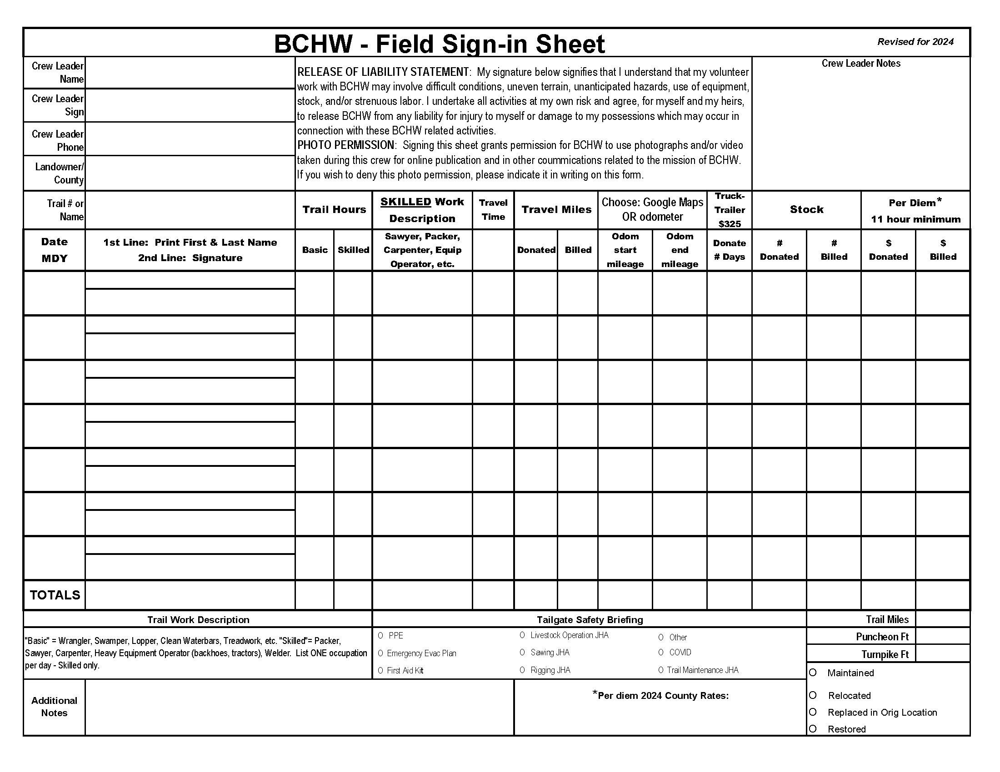 BCHW - Field Sign-in Sheet
Revised for 2024
Crew Leader
Name
Crew Leader
Sign
Crew Leader
Phone
Landowner/
County
RELEASE OF LIABILITY STATEMENT:  My signature below signifies that I understand that my volunteer
work with BCHW may involve difficult conditions, uneven terrain, unanticipated hazards, use of equipment,
stock, and/or strenuous labor. I undertake all activities at my own risk and agree, for myself and my heirs,
to release BCHW from any liability for injury to myself or damage to my possessions which may occur in
connection with these BCHW related activities.
PHOTO PERMISSION:  Signing this sheet grants permission for BCHW to use photographs and/or video
taken during this crew for online publication and in other coummications related to the mission of BCHW.
If you wish to deny this photo permission, please indicate it in writing on this form.
Crew Leader Notes
Trail # or
Name
Trail Hours
SKILLED Work
Description
Travel
Time
Travel Miles
Choose: Google Maps
OR odometer
Truck-
Trailer
$325
Stock
Per Diem*
11 hour minimum
Date
MDY
1st Line:  Print First & Last Name
2nd Line:  Signature
Basic
Skilled
Sawyer, Packer,
Carpenter, Equip
Operator, etc.
Donated
Billed
Odom
start
mileage
Odom
end
mileage
Donate
# Days
#
Donated
#
Billed
$
Donated
$
Billed
TOTALS
Trail Work Description
"Basic" = Wrangler, Swamper, Lopper, Clean Waterbars, Treadwork, etc. "Skilled"= Packer,
Sawyer, Carpenter, Heavy Equipment Operator (backhoes, tractors), Welder.  List ONE occupation
per day - Skilled only.
Tailgate Safety Briefing
O PPE
O Emergency Evac Plan
O First Aid Kit
O Livestock Operation JHA
O Sawing JHA
O Rigging JHA
O Other
O COVID
O Trail Maintenance JHA
Trail Miles
Puncheon Ft
Turnpike Ft
O Maintained
O Relocated
O Replaced in Orig Location
O Restored
Additional
Notes
*Per diem 2024 County Rates: